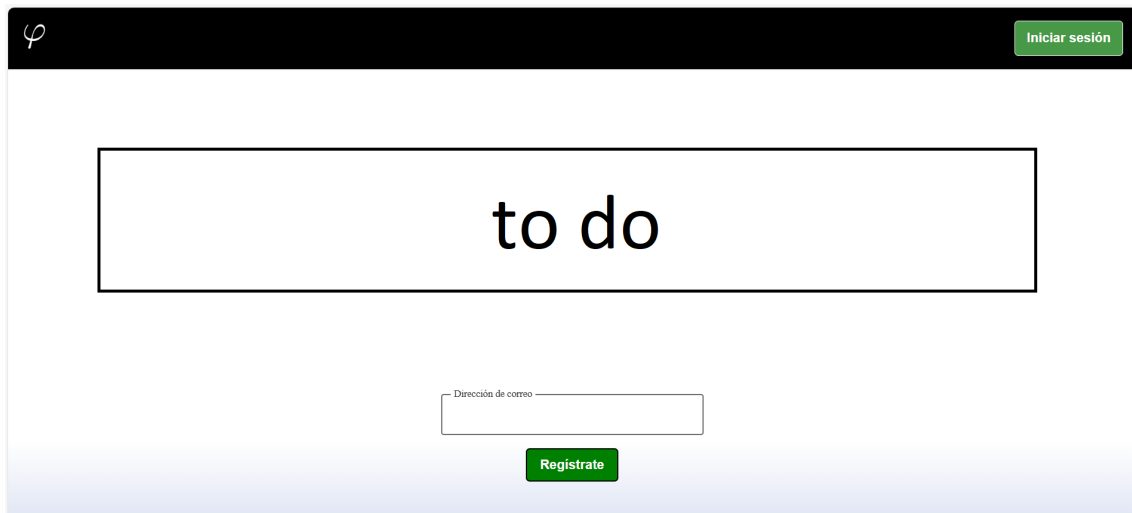 φ
Iniciar sesión
to do
Dirección de correo
Regístrate